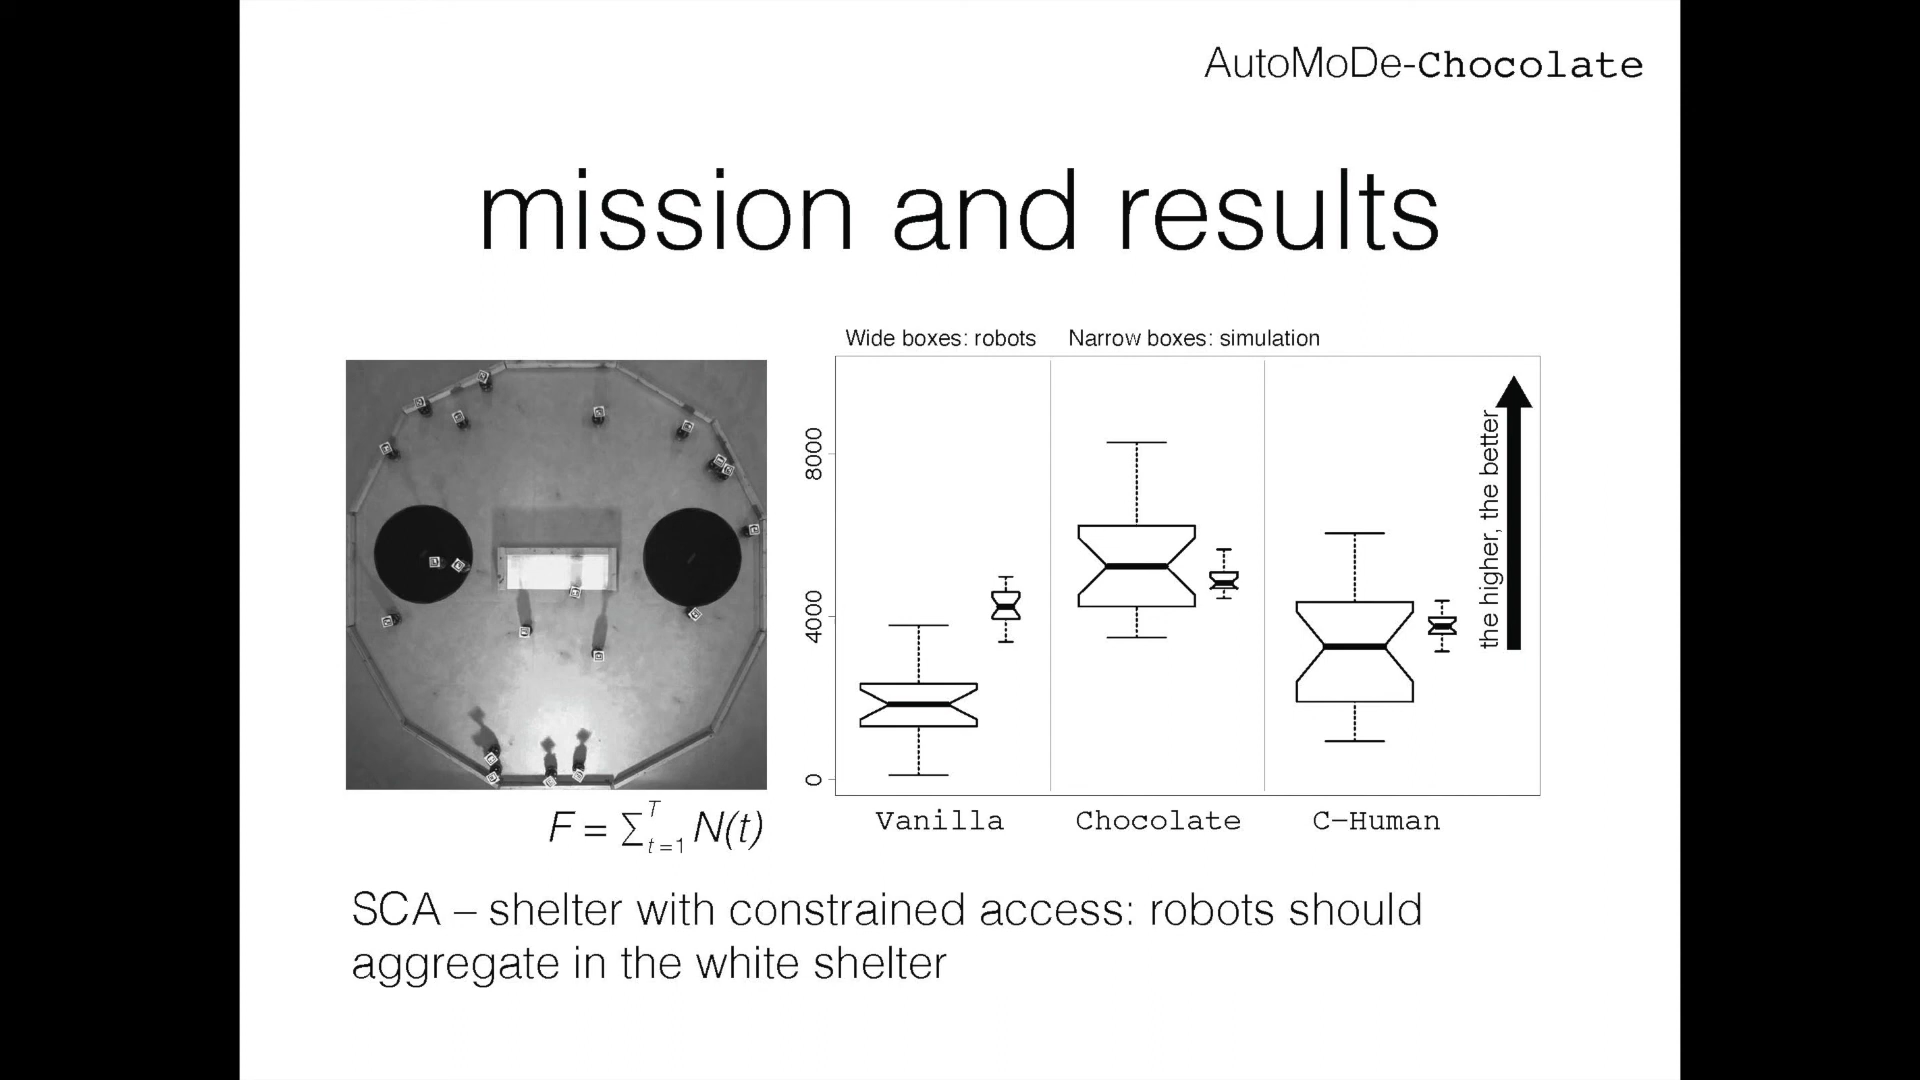 AutoMoDe-Chocolate
mission and results
Wide boxes: robots Narrow boxes: simulation
8000
4000
0
the higher, the better
Vanilla Chocolate C-Human
F = ∑ᵀₜ₌₁ N(t)
SCA – shelter with constrained access: robots should
aggregate in the white shelter